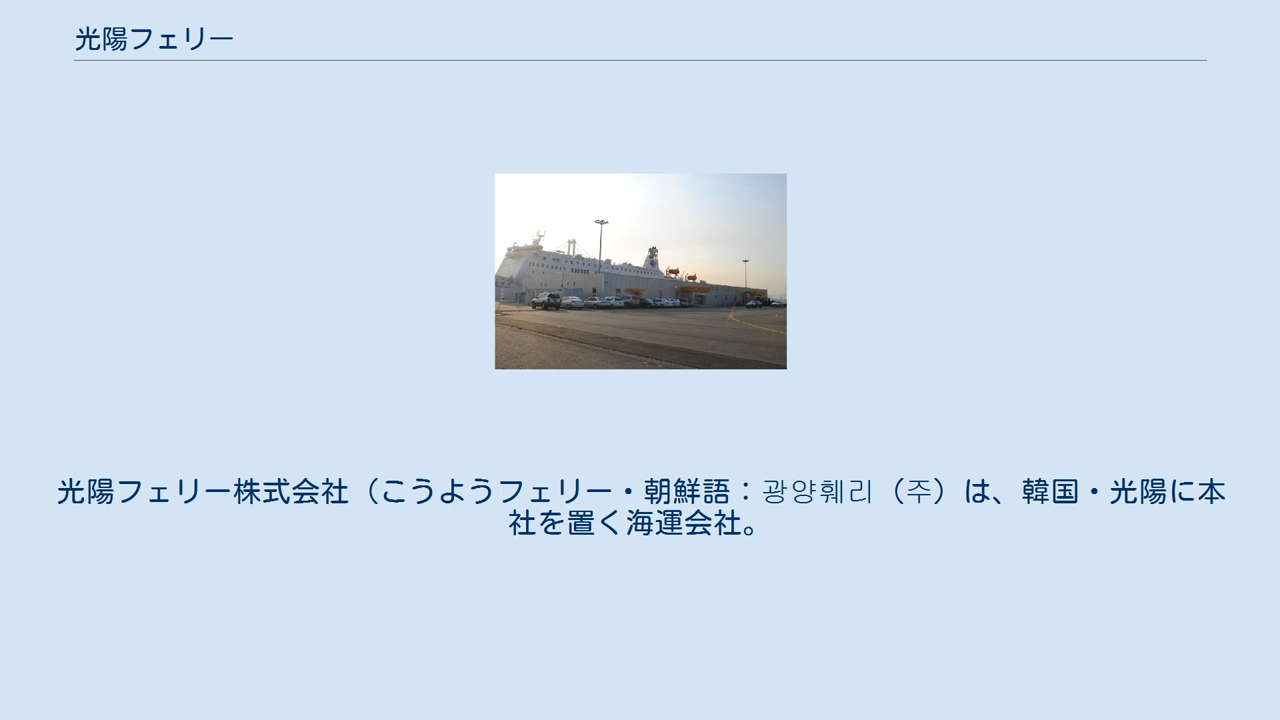 光陽フェリー
光陽フェリー株式会社（こうようフェリー・朝鮮語：광양훼리（주）は、韓国・光陽に本
社を置く海運会社。